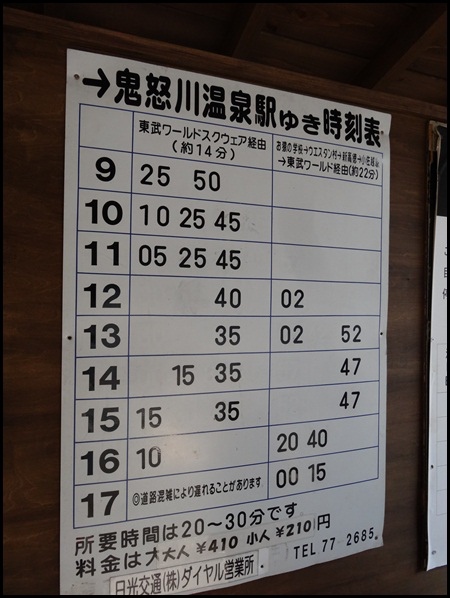 →鬼怒川温泉駅ゆき時刻表
東武ワールドスクウェア経由
(約14分)
→東武ワールド経由(約22分)
9 25 50
10 10 25 45
11 05 25 45
12 40 02
13 35 02 52
14 15 35 47
15 15 35 47
16 10 20 40
17 ◎道路混雑により遅れることがあります 00 15
所要時間は20〜30分です
料金は大人 ¥410 小人 ¥210円
TEL 77-2685
日光交通(株)ダイヤル営業所